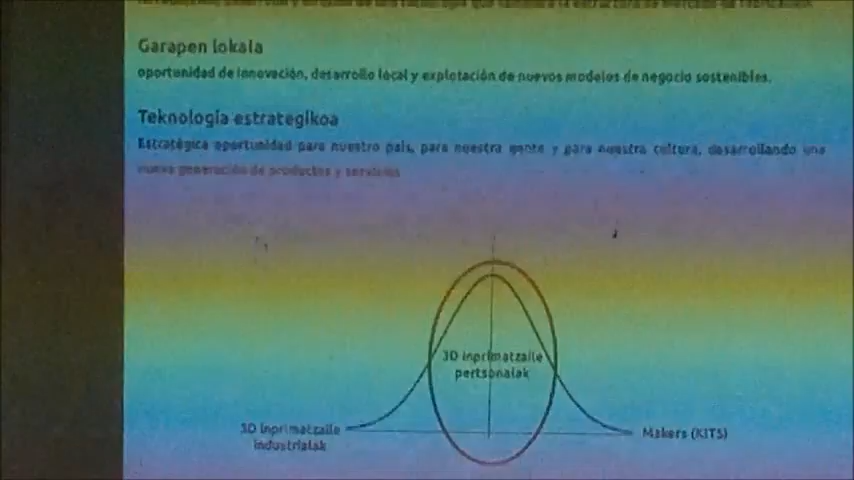 Garapen lokala
oportunidad de innovación, desarrollo local y explotación de nuevos modelos de negocio sostenibles.
Teknologia estrategikoa
Estratégica oportunidad para nuestro país, para nuestra gente y para nuestra cultura, desarrollando una
nueva generación de productos y servicios
3D inprimatzaile
pertsonalak
3D inprimatzaile
industrialak
Makers (KITS)